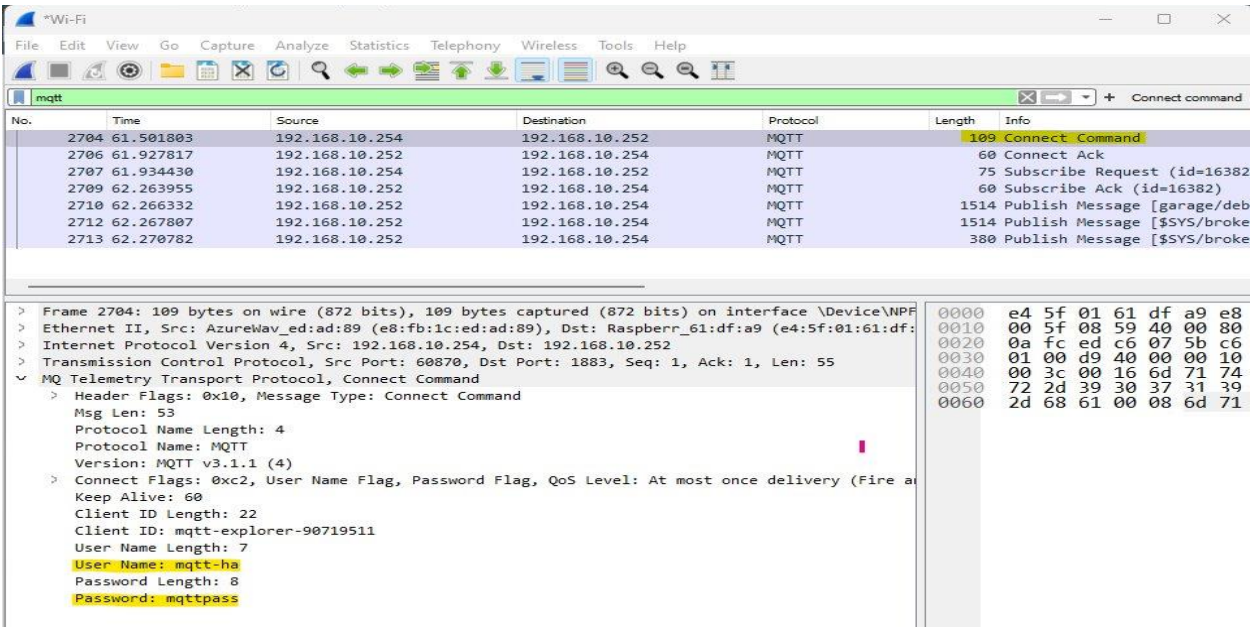 *Wi-Fi
File Edit View Go Capture Analyze Statistics Telephony Wireless Tools Help
mqtt + Connect command
No. Time Source Destination Protocol Length Info
2704 61.501803 192.168.10.254 192.168.10.252 MQTT 109 Connect Command
2706 61.927817 192.168.10.252 192.168.10.254 MQTT 60 Connect Ack
2707 61.934430 192.168.10.254 192.168.10.252 MQTT 75 Subscribe Request (id=16382
2709 62.263955 192.168.10.252 192.168.10.254 MQTT 60 Subscribe Ack (id=16382)
2710 62.266332 192.168.10.252 192.168.10.254 MQTT 1514 Publish Message [garage/deb
2712 62.267807 192.168.10.252 192.168.10.254 MQTT 1514 Publish Message [$SYS/broke
2713 62.270782 192.168.10.252 192.168.10.254 MQTT 380 Publish Message [$SYS/broke
> Frame 2704: 109 bytes on wire (872 bits), 109 bytes captured (872 bits) on interface \Device\NPF
> Ethernet II, Src: AzureWav_ed:ad:89 (e8:fb:1c:ed:ad:89), Dst: Raspberr_61:df:a9 (e4:5f:01:61:df:
> Internet Protocol Version 4, Src: 192.168.10.254, Dst: 192.168.10.252
> Transmission Control Protocol, Src Port: 60870, Dst Port: 1883, Seq: 1, Ack: 1, Len: 55
MQ Telemetry Transport Protocol, Connect Command
> Header Flags: 0x10, Message Type: Connect Command
Msg Len: 53
Protocol Name Length: 4
Protocol Name: MQTT
Version: MQTT v3.1.1 (4)
> Connect Flags: 0xc2, User Name Flag, Password Flag, QoS Level: At most once delivery (Fire a
Keep Alive: 60
Client ID Length: 22
Client ID: mqtt-explorer-90719511
User Name Length: 7
User Name: mqtt-ha
Password Length: 8
Password: mqttpass
0000 e4 5f 01 61 df a9 e8
0010 00 5f 08 59 40 00 80
0020 0a fc ed c6 07 5b c6
0030 01 00 d9 40 00 00 10
0040 00 3c 00 16 6d 71 74
0050 72 2d 39 30 37 31 39
0060 2d 68 61 00 08 6d 71